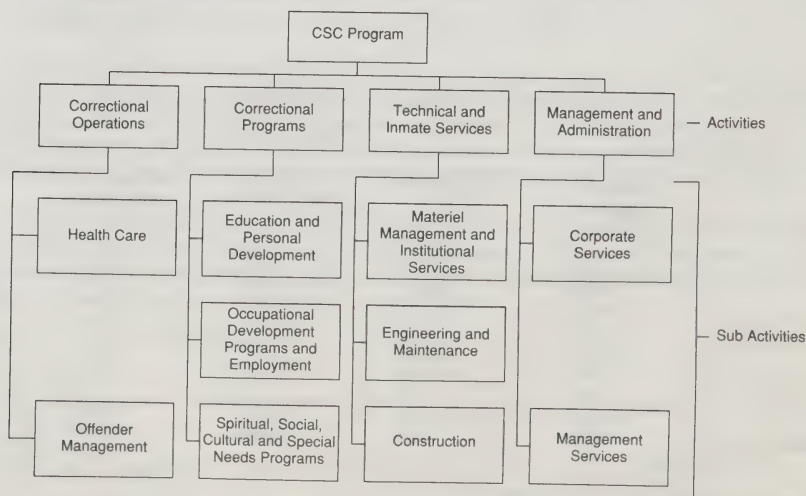 CSC Program
Correctional
Operations
Correctional
Programs
Technical and
Inmate Services
Management and
Administration
Activities
Health Care
Education and
Personal
Development
Materiel
Management and
Institutional
Services
Corporate
Services
Occupational
Development
Programs and
Employment
Engineering and
Maintenance
Sub Activities
Offender
Management
Spiritual, Social,
Cultural and Special
Needs Programs
Construction
Management
Services